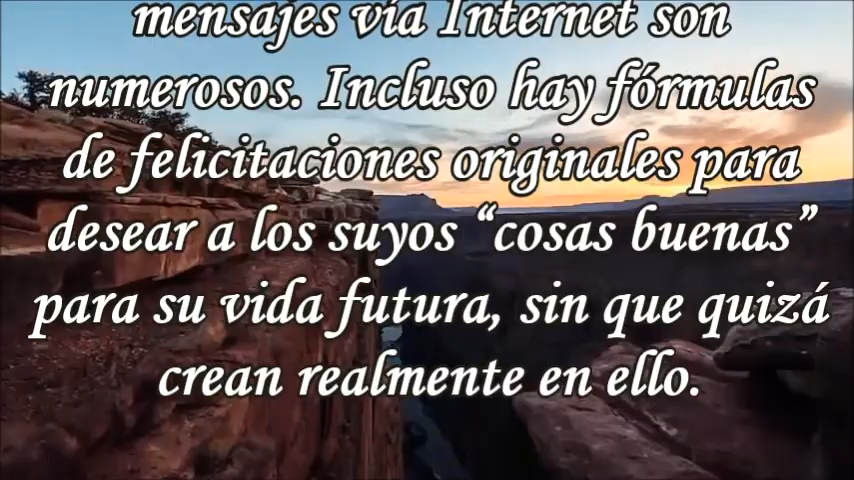 mensajes vía Internet son
numerosos. Incluso hay fórmulas
de felicitaciones originales para
desear a los suyos “cosas buenas”
para su vida futura, sin que quizá
crean realmente en ello.